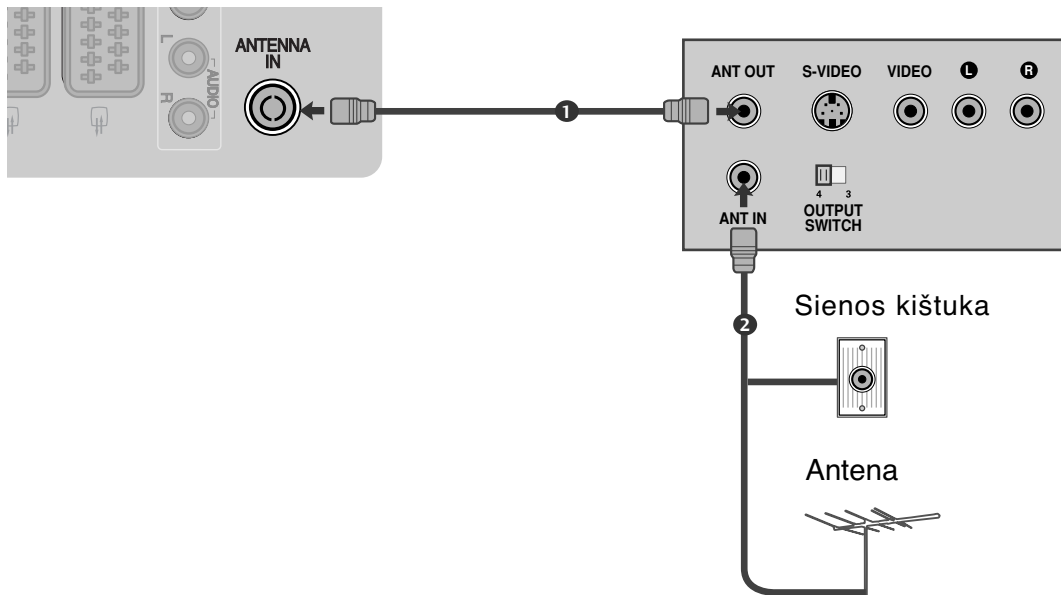 ANTENNA
IN
L
R
AUDIO
1
ANT OUT
S-VIDEO
VIDEO
L
R
ANT IN
4
3
OUTPUT
SWITCH
2
Sienos kištuka
Antena